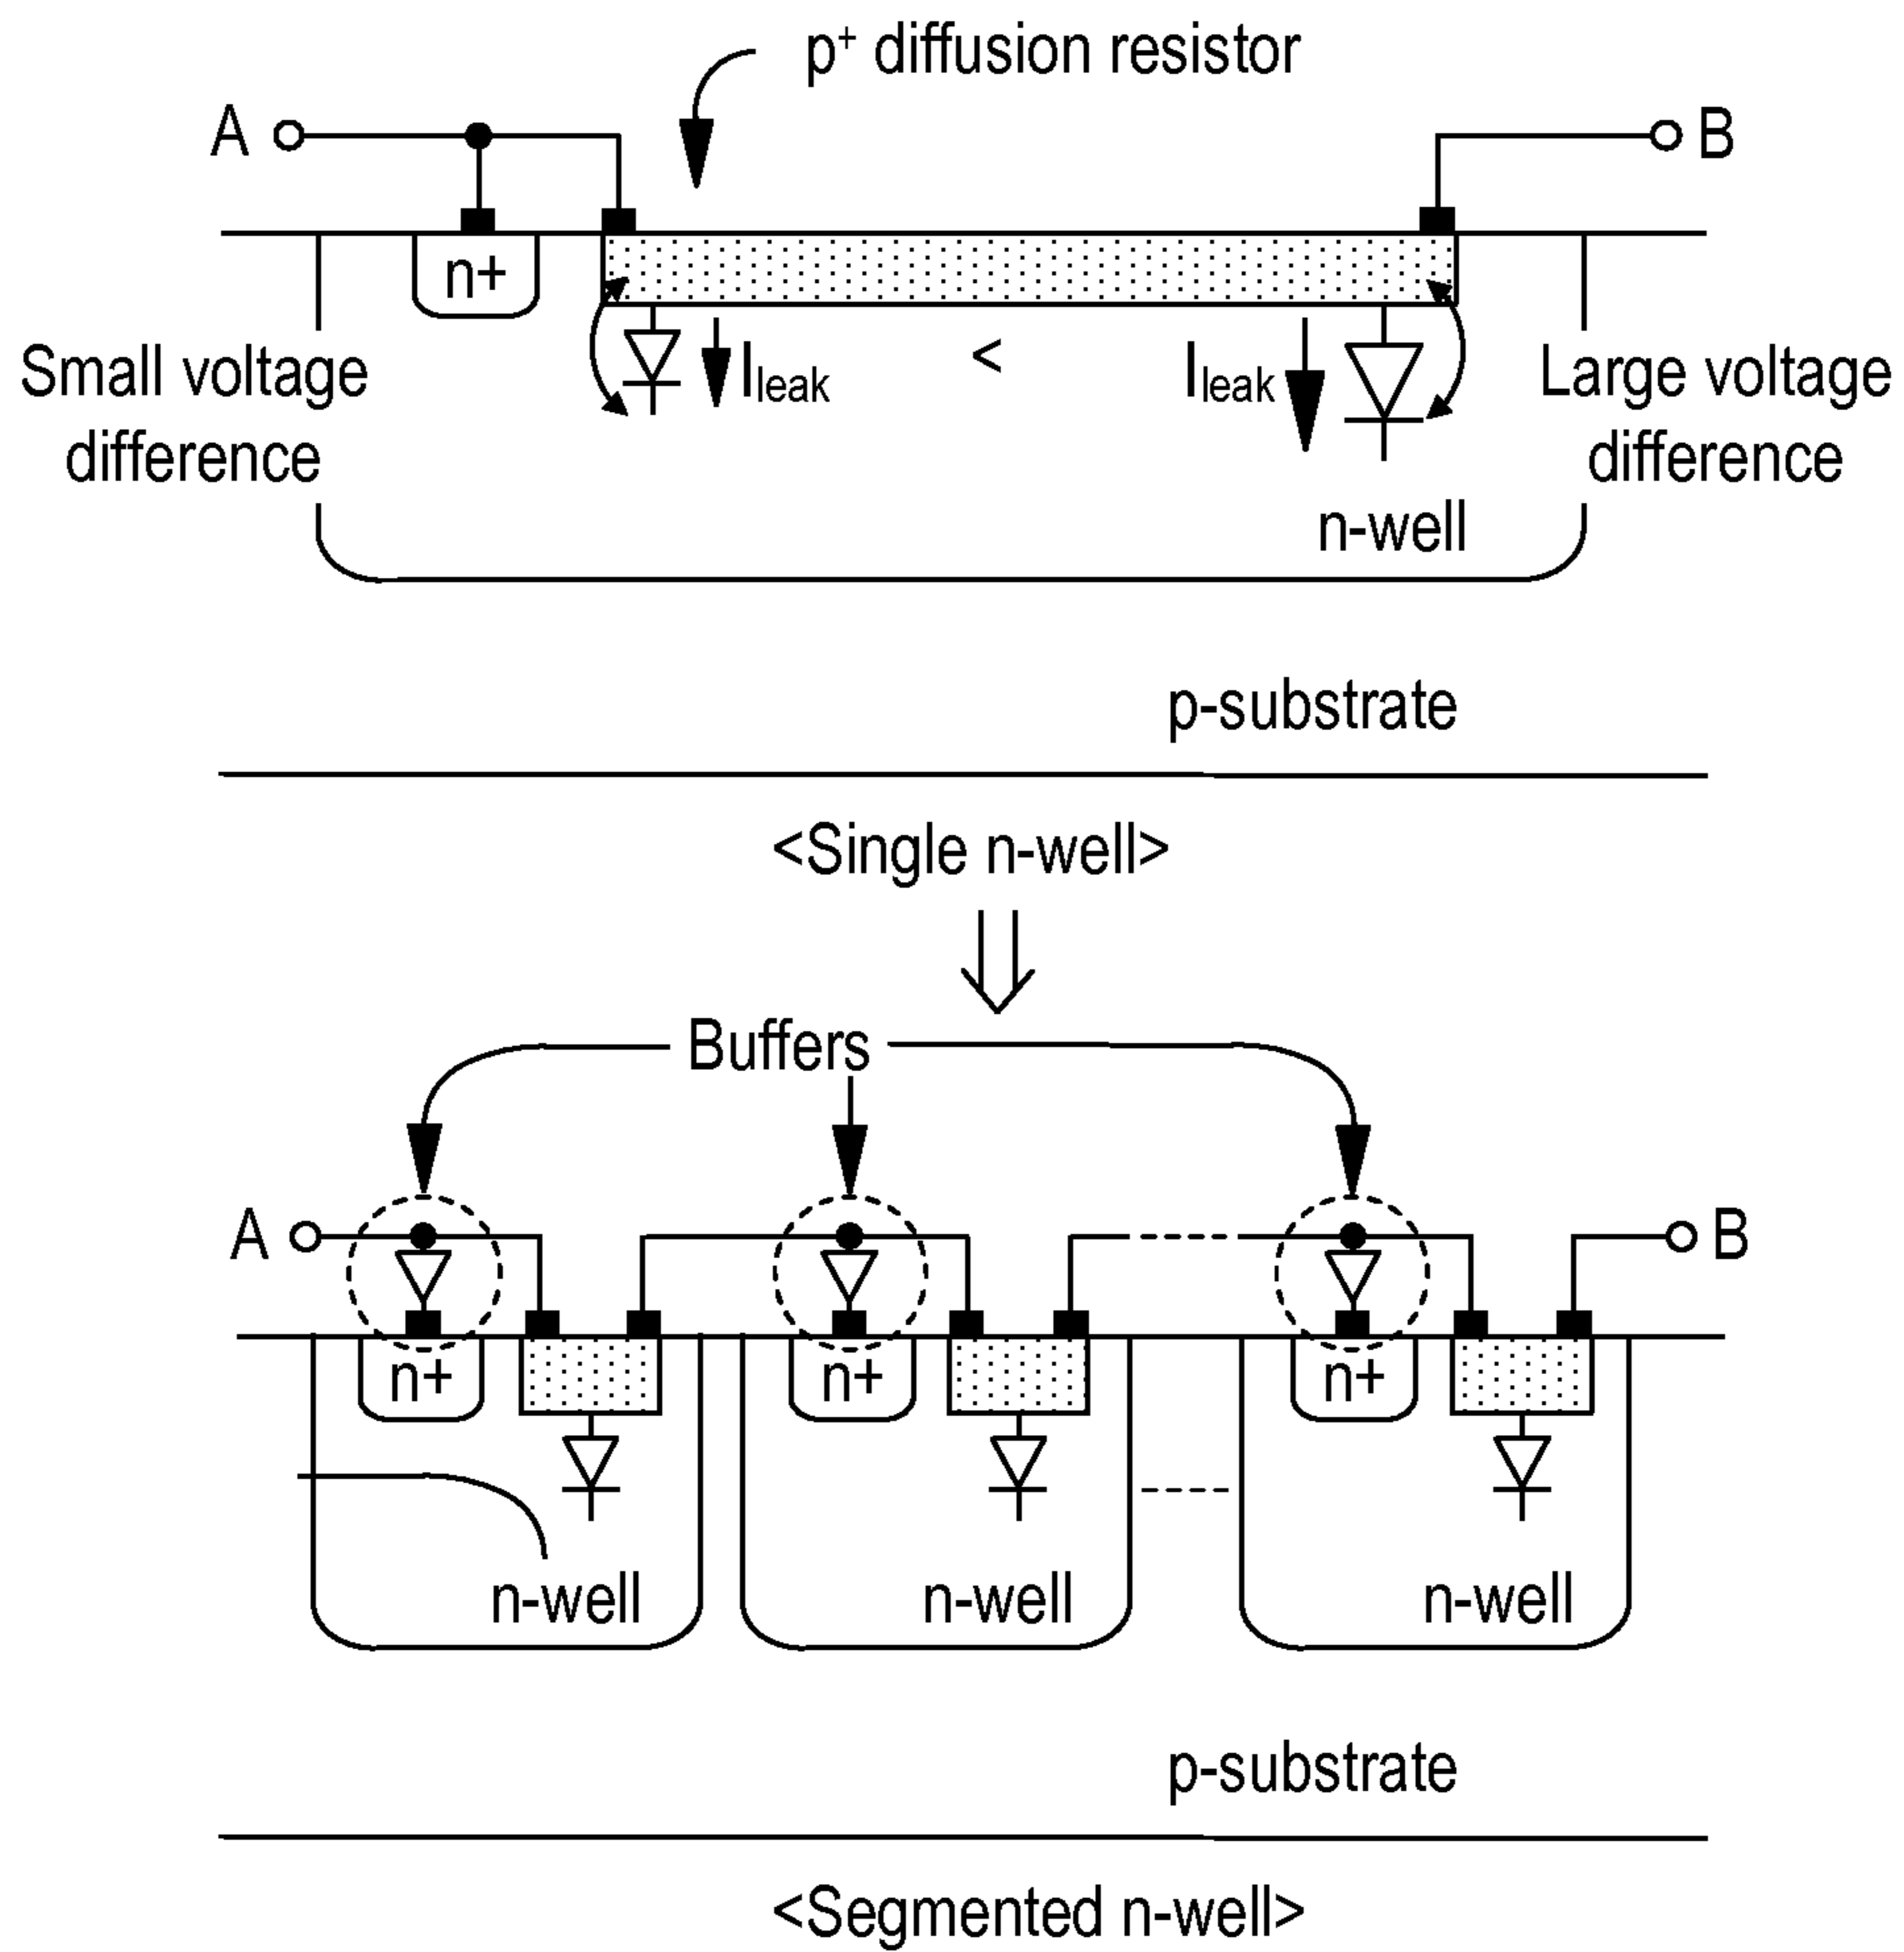 p+ diffusion resistor
A
B
n+
Small voltage
difference
Ileak
<
Ileak
Large voltage
difference
n-well
p-substrate
<Single n-well>
Buffers
A
B
n+
n+
n+
n-well
n-well
n-well
p-substrate
<Segmented n-well>